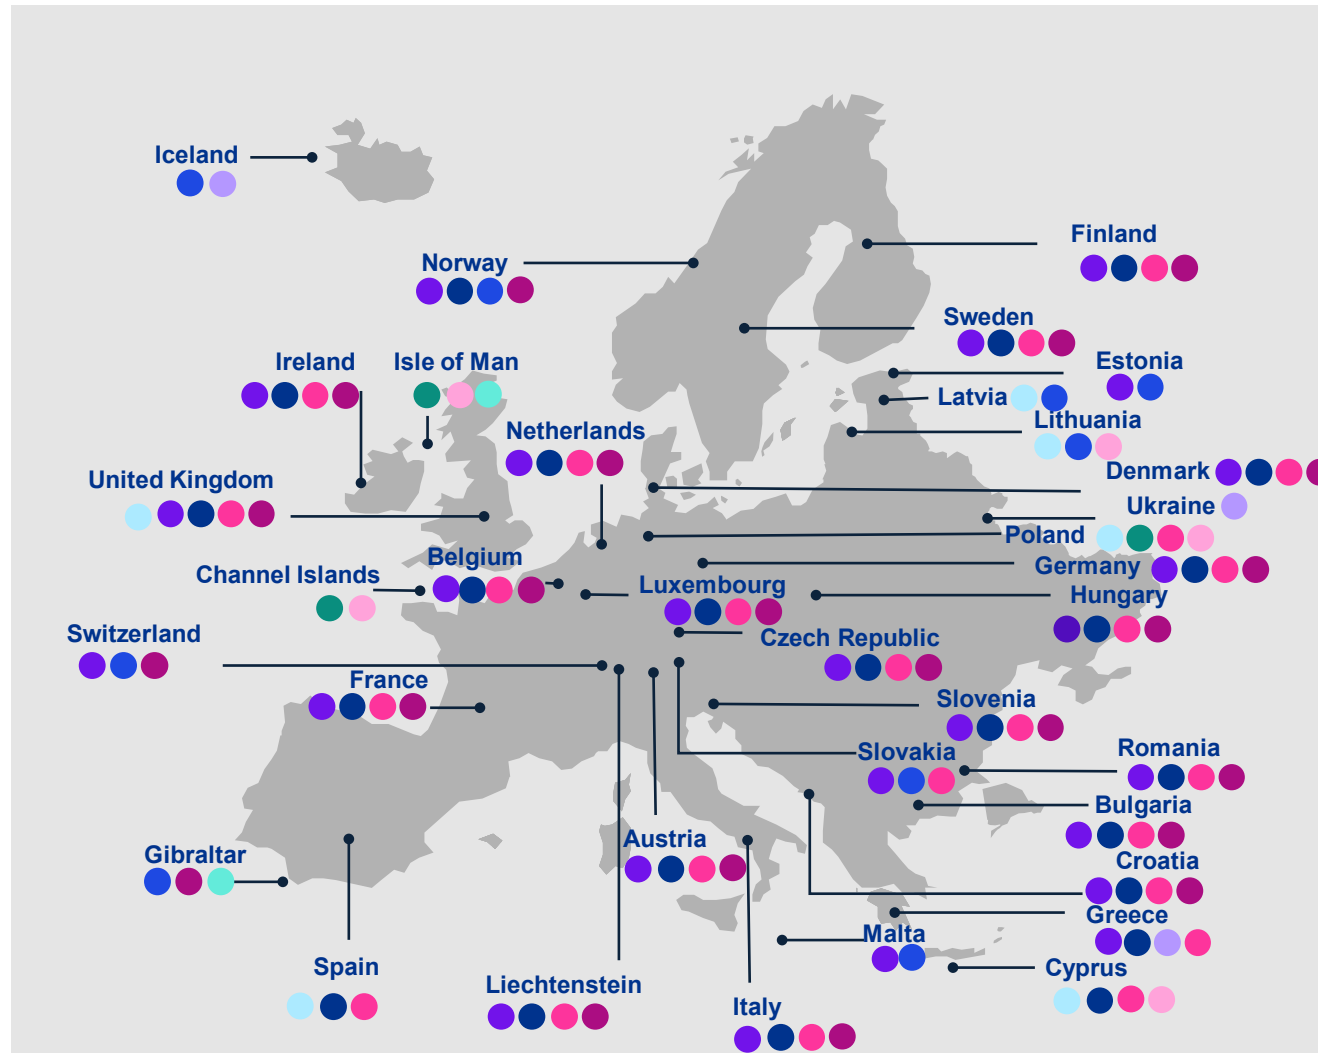 Iceland
Finland
Norway
Sweden
Estonia
Ireland
Isle of Man
Latvia
Lithuania
Netherlands
Denmark
United Kingdom
Ukraine
Poland
Belgium
Germany
Channel Islands
Luxembourg
Hungary
Switzerland
Czech Republic
France
Slovenia
Slovakia
Romania
Bulgaria
Austria
Gibraltar
Croatia
Greece
Malta
Spain
Cyprus
Liechtenstein
Italy